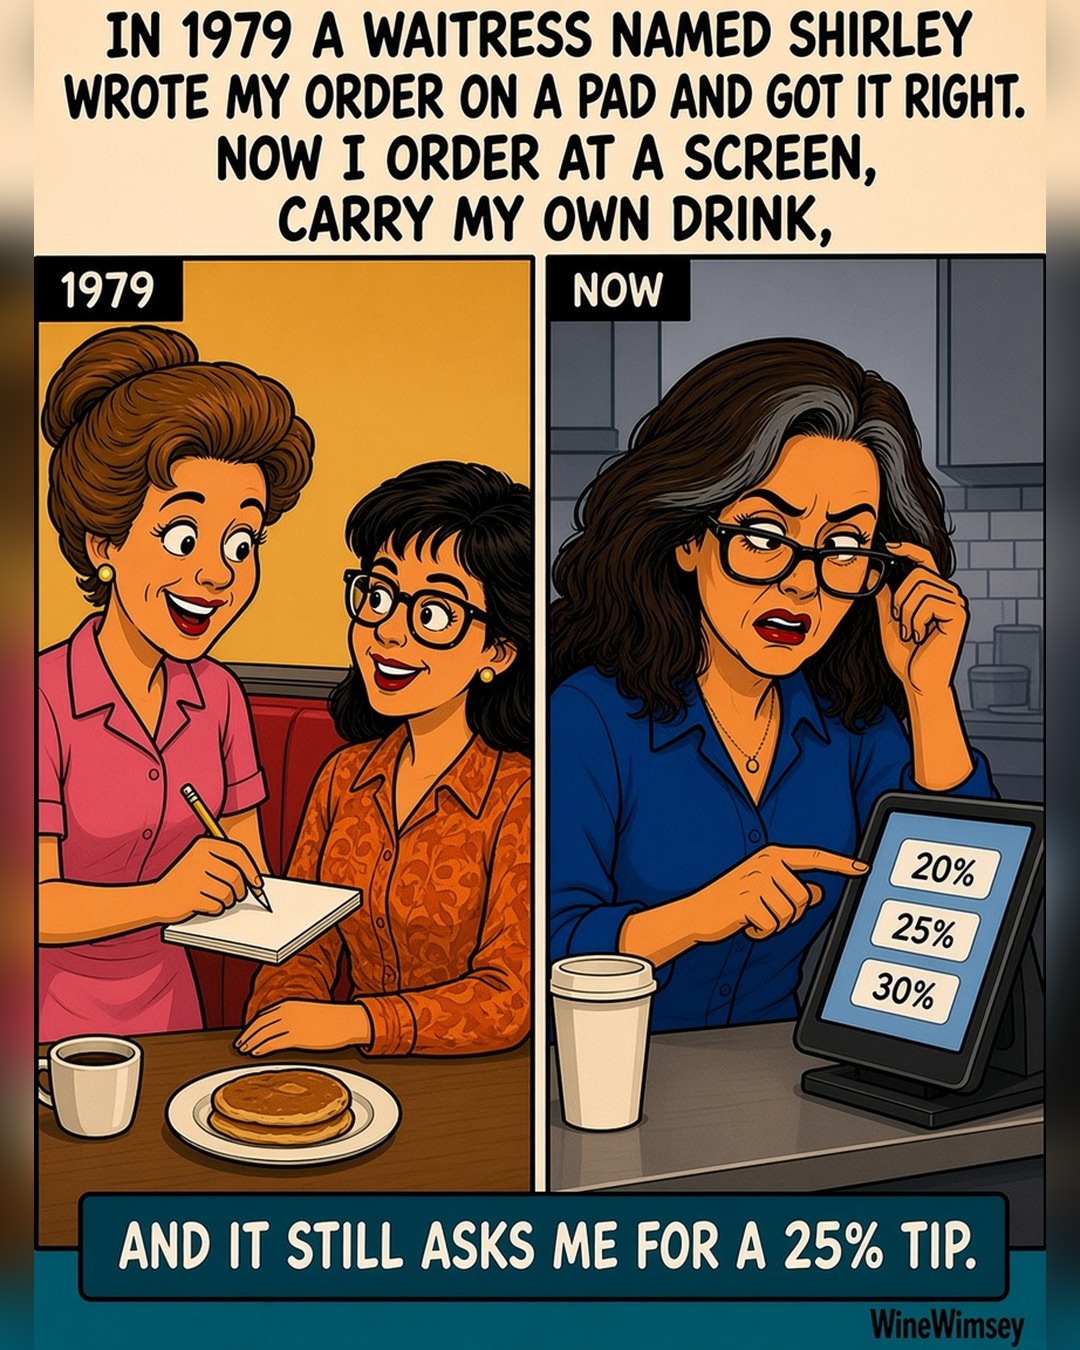 IN 1979 A WAITRESS NAMED SHIRLEY
WROTE MY ORDER ON A PAD AND GOT IT RIGHT.
NOW I ORDER AT A SCREEN,
CARRY MY OWN DRINK,
1979
NOW
20%
25%
30%
AND IT STILL ASKS ME FOR A 25% TIP.
WineWimsey